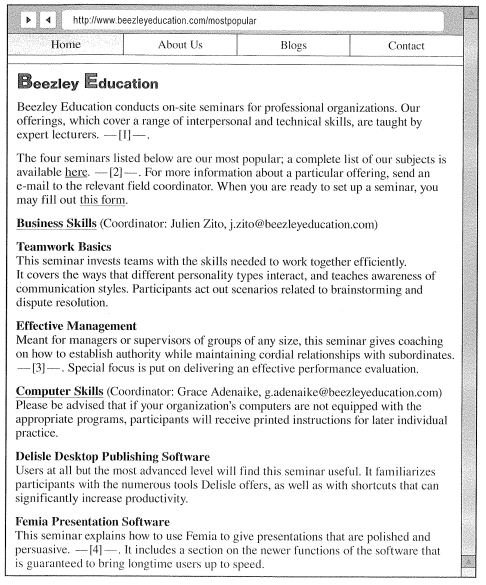 http://www.beezleyeducation.com/mostpopular
Home About Us Blogs Contact
Beezley Education
Beezley Education conducts on-site seminars for professional organizations. Our
offerings, which cover a range of interpersonal and technical skills, are taught by
expert lecturers. —[1]—.
The four seminars listed below are our most popular; a complete list of our subjects is
available here. —[2]—. For more information about a particular offering, send an
e-mail to the relevant field coordinator. When you are ready to set up a seminar, you
may fill out this form.
Business Skills (Coordinator: Julien Zito, j.zito@beezleyeducation.com)
Teamwork Basics
This seminar invests teams with the skills needed to work together efficiently.
It covers the ways that different personality types interact, and teaches awareness of
communication styles. Participants act out scenarios related to brainstorming and
dispute resolution.
Effective Management
Meant for managers or supervisors of groups of any size, this seminar gives coaching
on how to establish authority while maintaining cordial relationships with subordinates.
—[3]—. Special focus is put on delivering an effective performance evaluation.
Computer Skills (Coordinator: Grace Adenaike, g.adenaike@beezleyeducation.com)
Please be advised that if your organization's computers are not equipped with the
appropriate programs, participants will receive printed instructions for later individual
practice.
Delisle Desktop Publishing Software
Users at all but the most advanced level will find this seminar useful. It familiarizes
participants with the numerous tools Delisle offers, as well as with shortcuts that can
significantly increase productivity.
Femia Presentation Software
This seminar explains how to use Femia to give presentations that are polished and
persuasive. —[4]—. It includes a section on the newer functions of the software that
is guaranteed to bring longtime users up to speed.